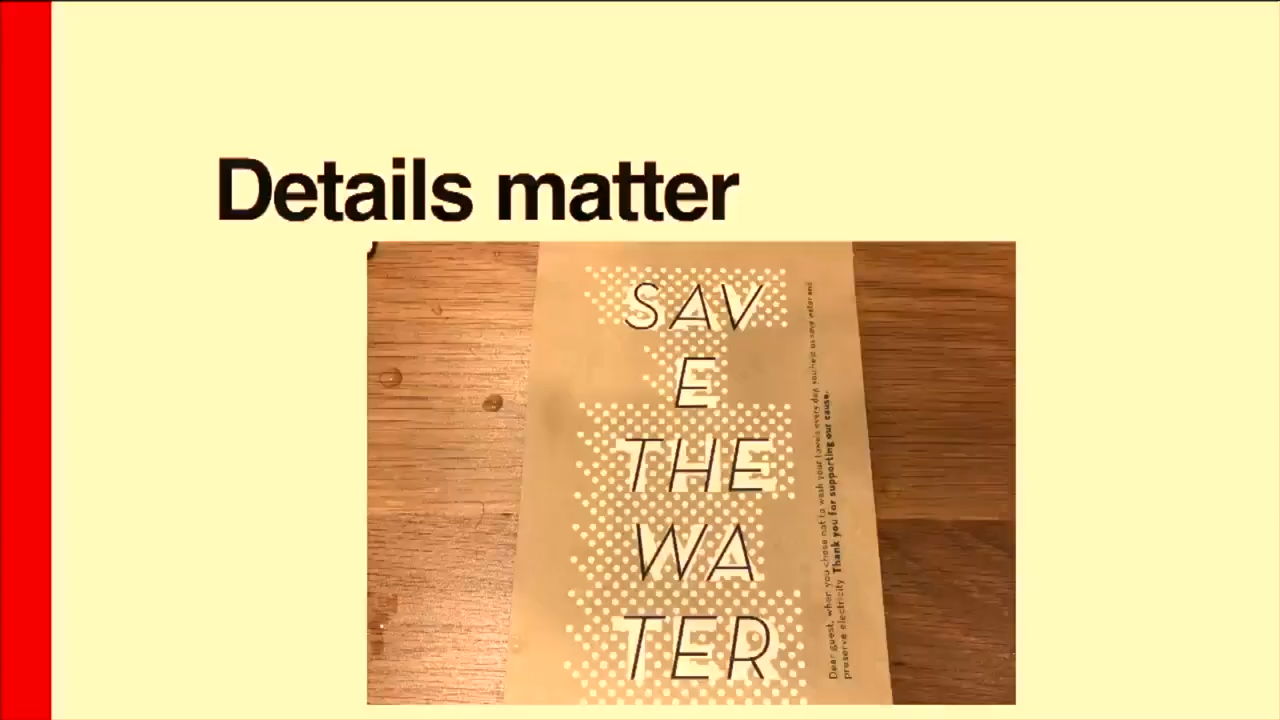 Details matter
SAV
E
THE
WA
TER
Dear guest, when you chose not to wash your towels every day you help us save water and
preserve electricity Thank you for supporting our cause.